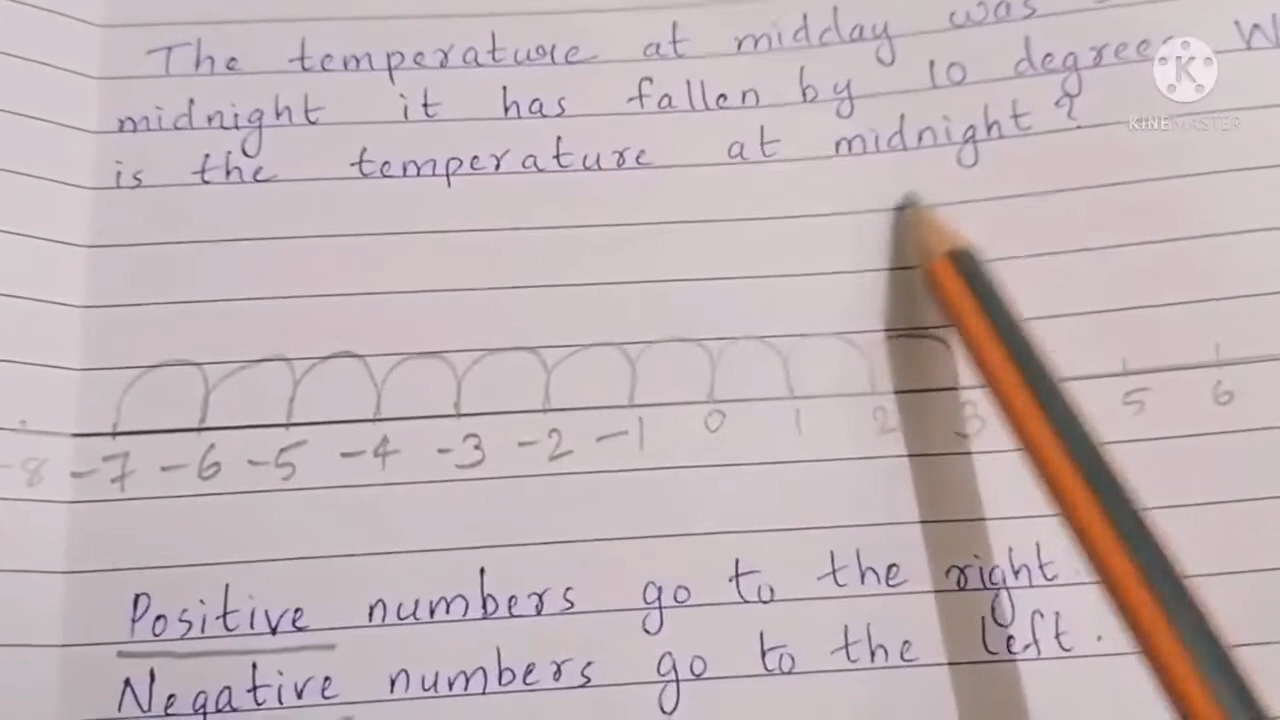 The temperature at midday was
midnight it has fallen by 10 degrees
is the temperature at midnight?
K
KINEMASTER
-8 -7 -6 -5 -4 -3 -2 -1 0 1 2 3 5 6
Positive numbers go to the right
Negative numbers go to the left.